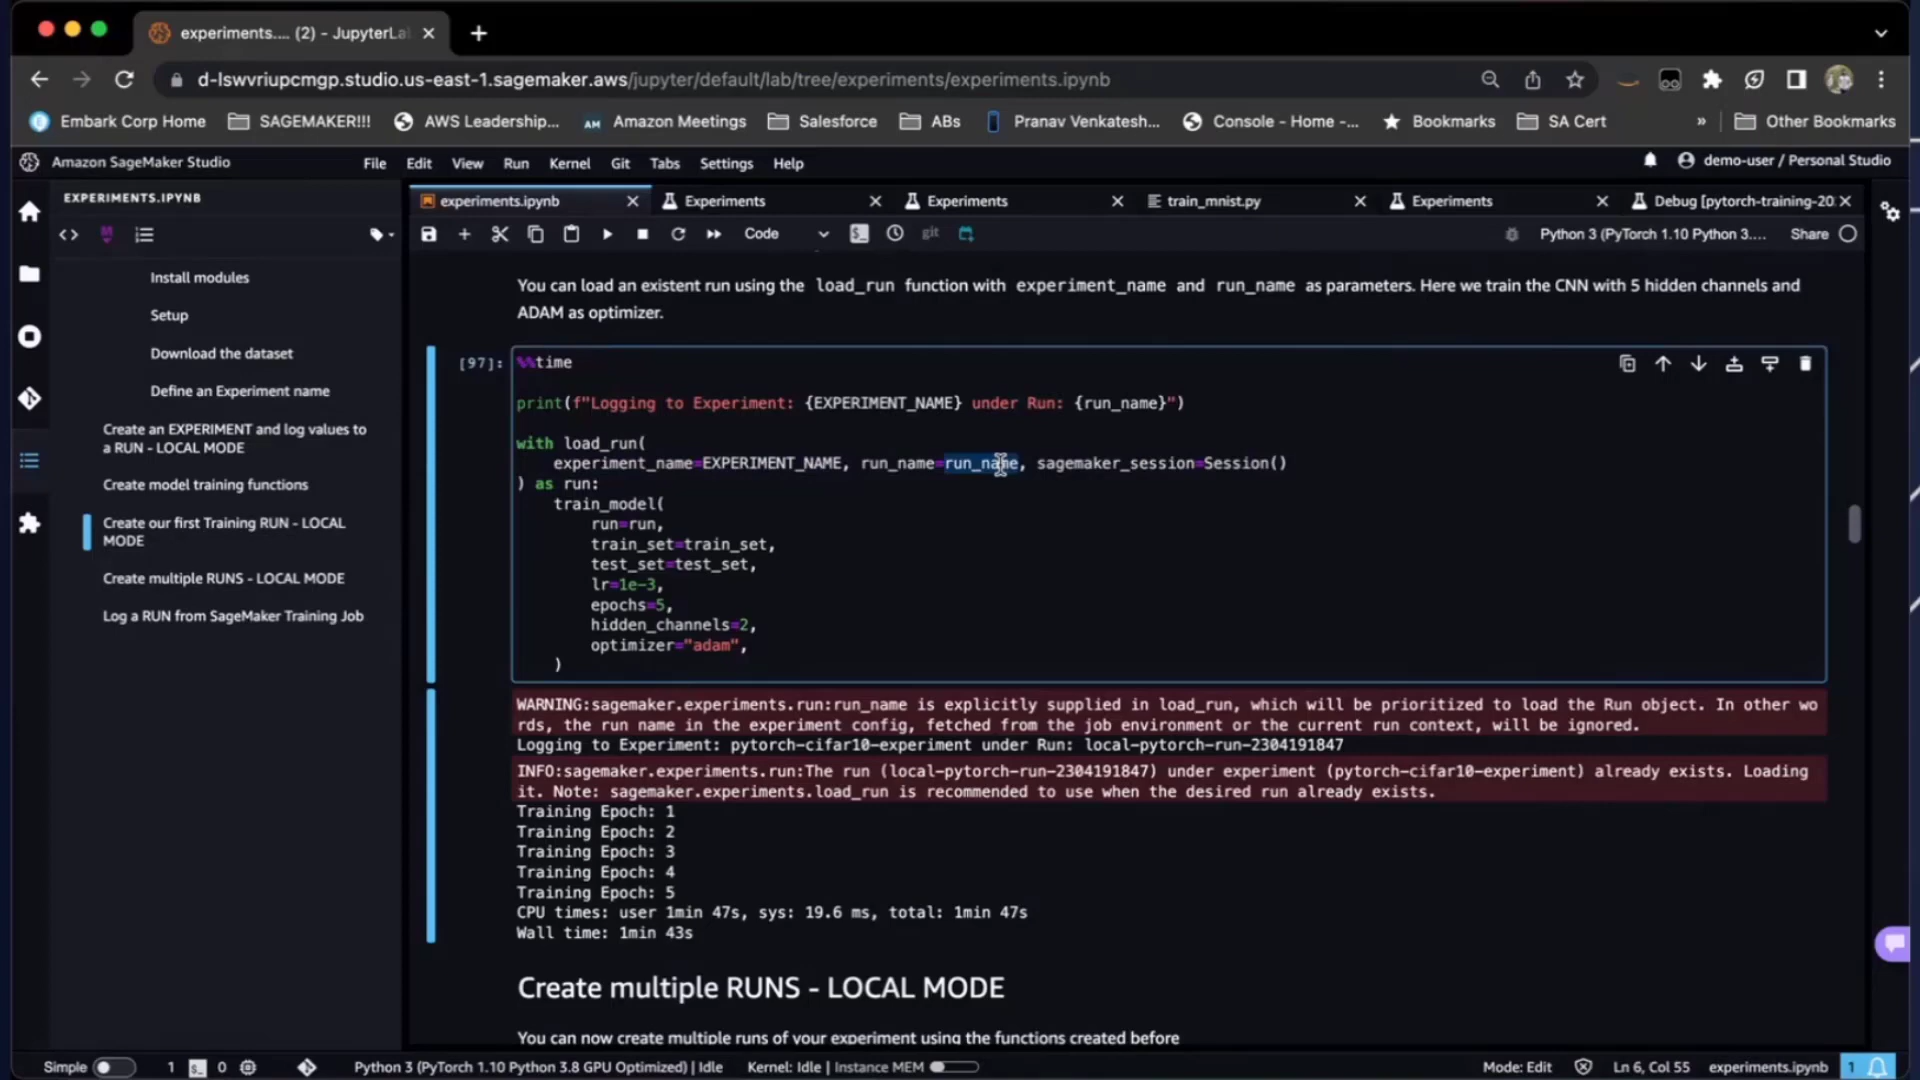 experiments.... (2) - JupyterLa
d-lswvriupcmgp.studio.us-east-1.sagemaker.aws/jupyter/default/lab/tree/experiments/experiments.ipynb
Embark Corp Home SAGEMAKER!!! AWS Leadership... AM Amazon Meetings Salesforce ABs Pranav Venkatesh... Console - Home -... Bookmarks SA Cert » Other Bookmarks
Amazon SageMaker Studio File Edit View Run Kernel Git Tabs Settings Help demo-user / Personal Studio
EXPERIMENTS.IPYNB
experiments.ipynb Experiments Experiments train_mnist.py Experiments Debug [pytorch-training-20
Code git Python 3 (PyTorch 1.10 Python 3.... Share
Install modules
Setup
Download the dataset
Define an Experiment name
Create an EXPERIMENT and log values to
a RUN - LOCAL MODE
Create model training functions
Create our first Training RUN - LOCAL
MODE
Create multiple RUNS - LOCAL MODE
Log a RUN from SageMaker Training Job
You can load an existent run using the load_run function with experiment_name and run_name as parameters. Here we train the CNN with 5 hidden channels and
ADAM as optimizer.
[97]: %%time
print(f"Logging to Experiment: {EXPERIMENT_NAME} under Run: {run_name}")
with load_run(
experiment_name=EXPERIMENT_NAME, run_name=run_name, sagemaker_session=Session()
) as run:
train_model(
run=run,
train_set=train_set,
test_set=test_set,
lr=1e-3,
epochs=5,
hidden_channels=2,
optimizer="adam",
)
WARNING:sagemaker.experiments.run:run_name is explicitly supplied in load_run, which will be prioritized to load the Run object. In other wo
rds, the run name in the experiment config, fetched from the job environment or the current run context, will be ignored.
Logging to Experiment: pytorch-cifar10-experiment under Run: local-pytorch-run-2304191847
INFO:sagemaker.experiments.run:The run (local-pytorch-run-2304191847) under experiment (pytorch-cifar10-experiment) already exists. Loading
it. Note: sagemaker.experiments.load_run is recommended to use when the desired run already exists.
Training Epoch: 1
Training Epoch: 2
Training Epoch: 3
Training Epoch: 4
Training Epoch: 5
CPU times: user 1min 47s, sys: 19.6 ms, total: 1min 47s
Wall time: 1min 43s
Create multiple RUNS - LOCAL MODE
You can now create multiple runs of your experiment using the functions created before
Simple 1 0 Python 3 (PyTorch 1.10 Python 3.8 GPU Optimized) | Idle Kernel: Idle | Instance MEM Mode: Edit Ln 6, Col 55 experiments.ipynb 1